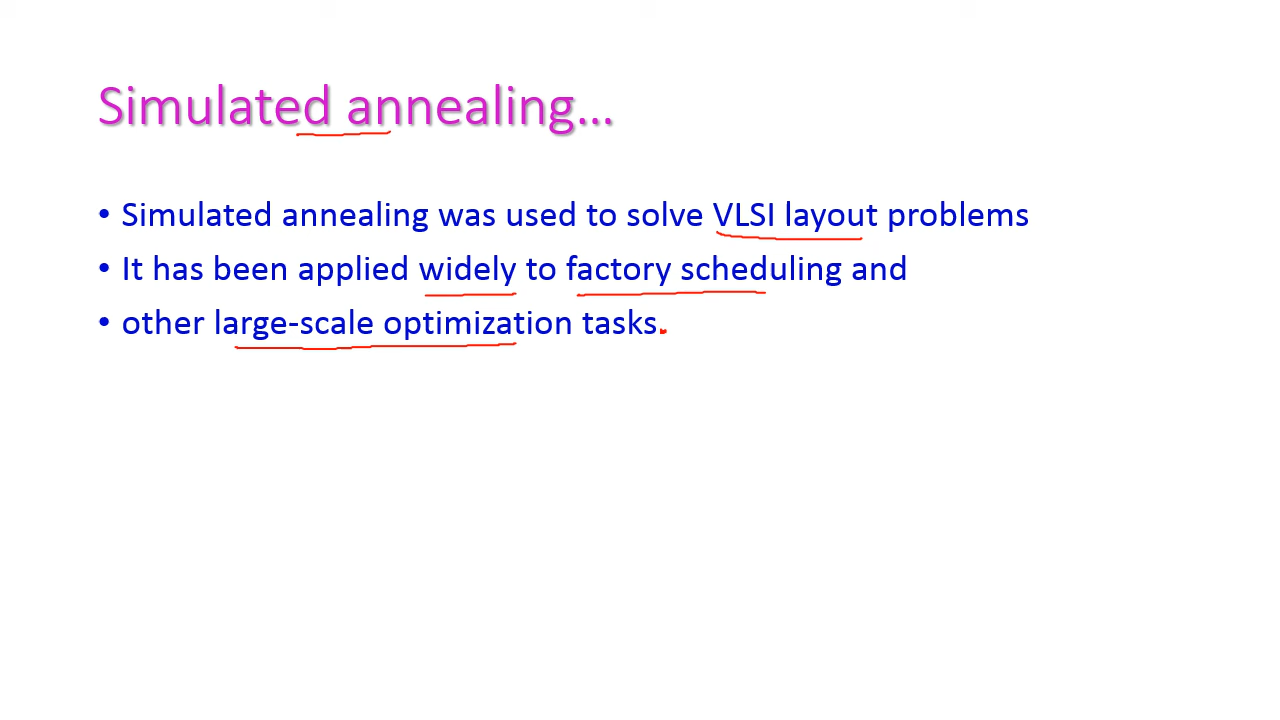 Simulated annealing...
• Simulated annealing was used to solve VLSI layout problems
• It has been applied widely to factory scheduling and
• other large-scale optimization tasks.